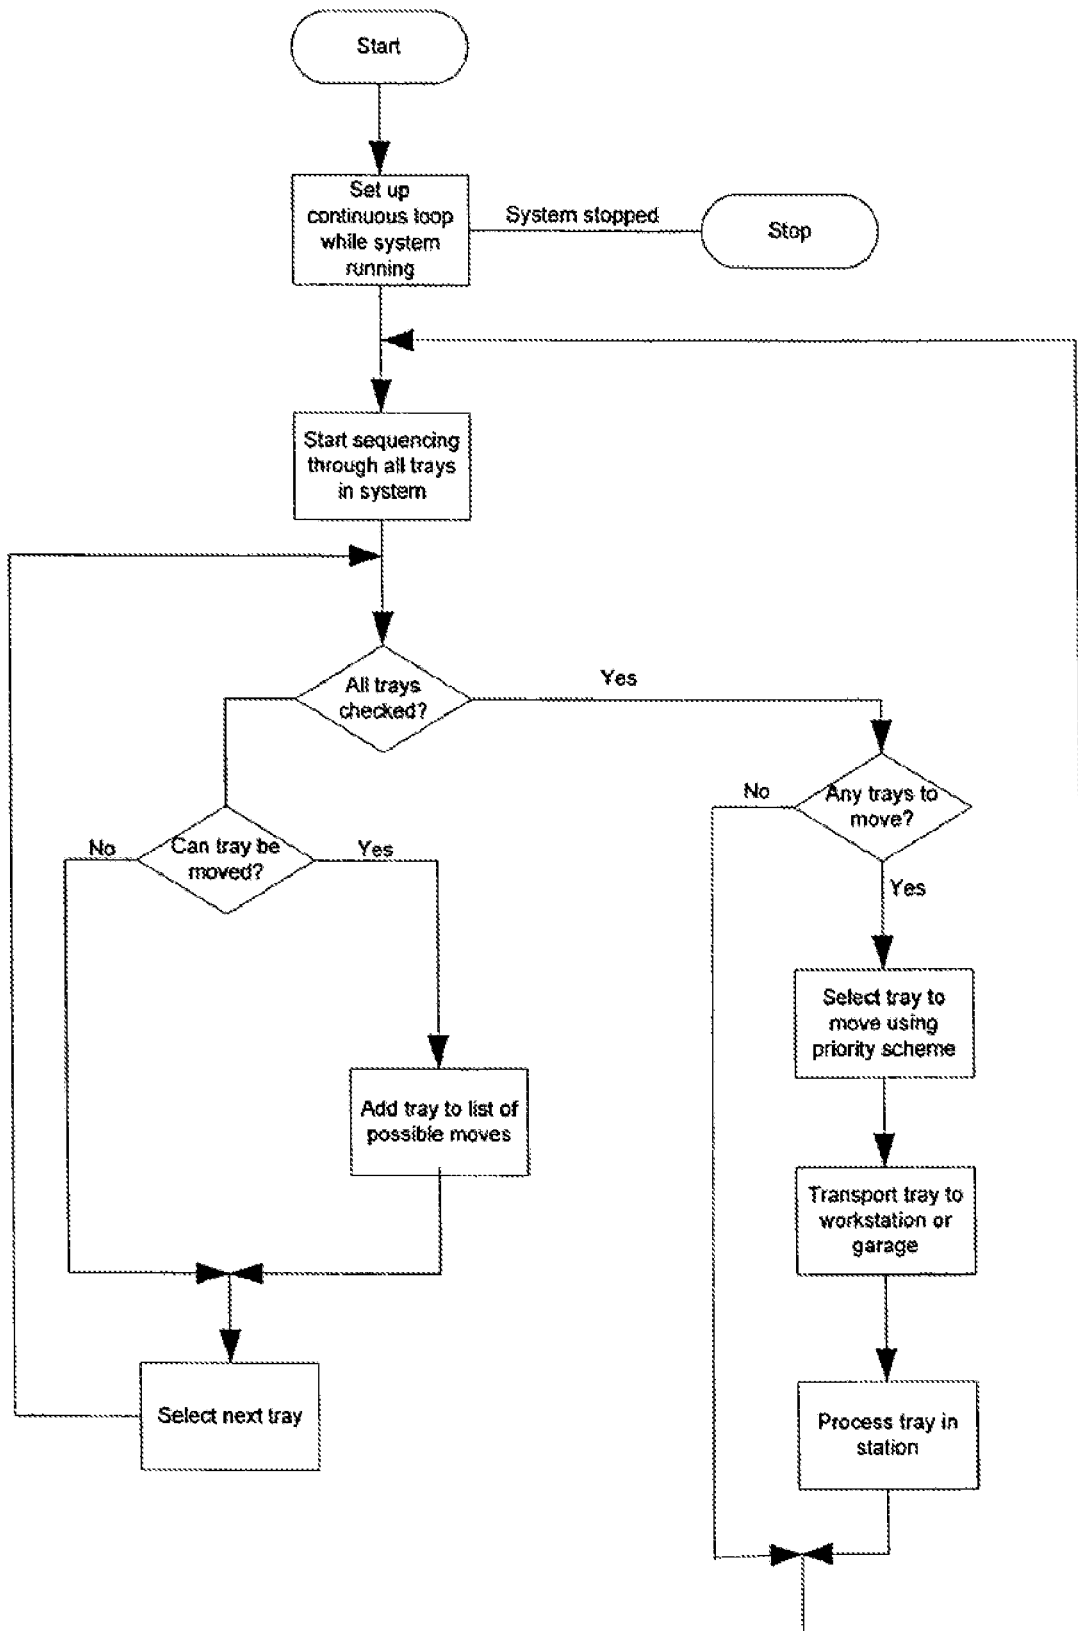 Start
Set up
continuous loop
while system
running
System stopped
Stop
Start sequencing
through all trays
in system
All trays
checked?
Yes
No
Any trays to
move?
No
Can tray be
moved?
Yes
Yes
Select tray to
move using
priority scheme
Add tray to list of
possible moves
Transport tray to
workstation or
garage
Select next tray
Process tray in
station